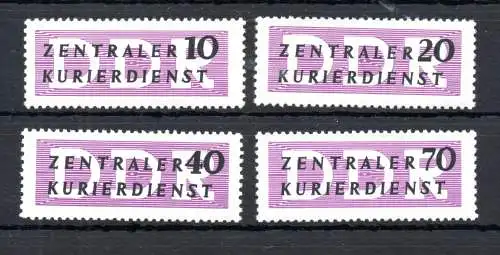 DDR
ZENTRALER 10
KURIERDIENST
DDR
ZENTRALER 20
KURIERDIENST
DDR
ZENTRALER 40
KURIERDIENST
DDR
ZENTRALER 70
KURIERDIENST